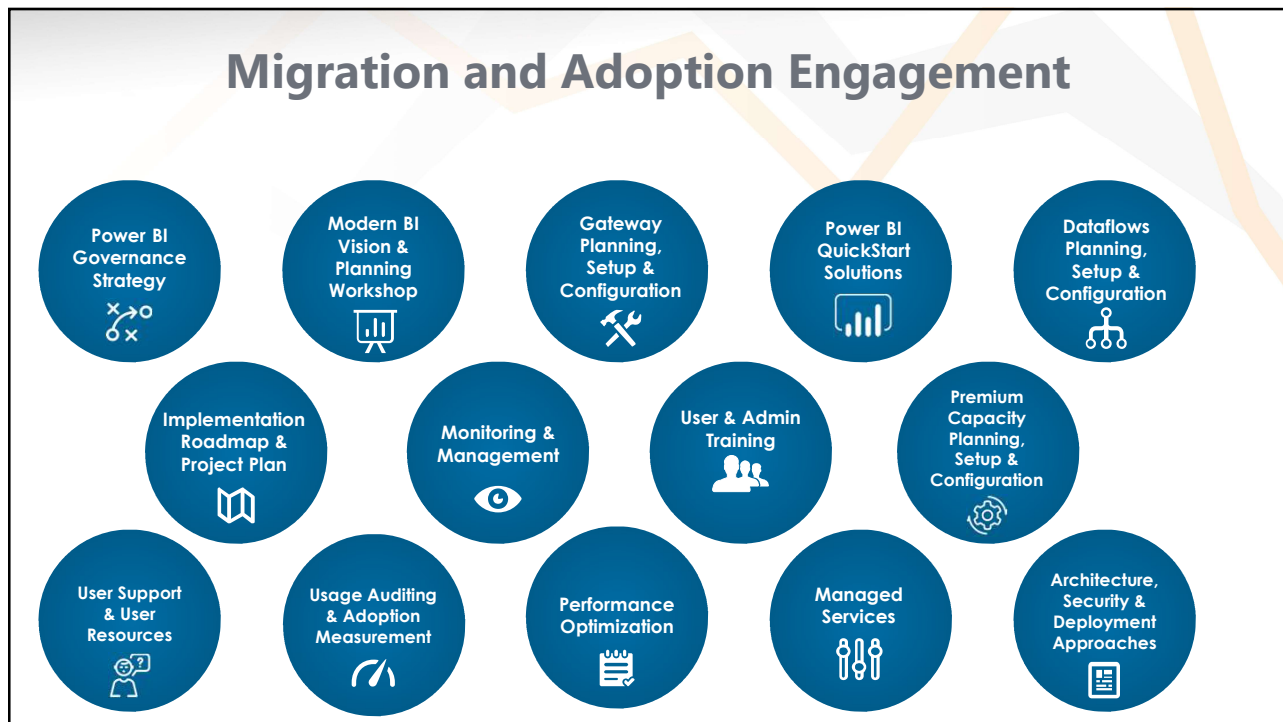 Migration and Adoption Engagement
Power BI
Governance
Strategy
Modern BI
Vision &
Planning
Workshop
Gateway
Planning,
Setup &
Configuration
Power BI
QuickStart
Solutions
Dataflows
Planning,
Setup &
Configuration
Implementation
Roadmap &
Project Plan
Monitoring &
Management
User & Admin
Training
Premium
Capacity
Planning,
Setup &
Configuration
User Support
& User
Resources
?
Usage Auditing
& Adoption
Measurement
Performance
Optimization
Managed
Services
Architecture,
Security &
Deployment
Approaches